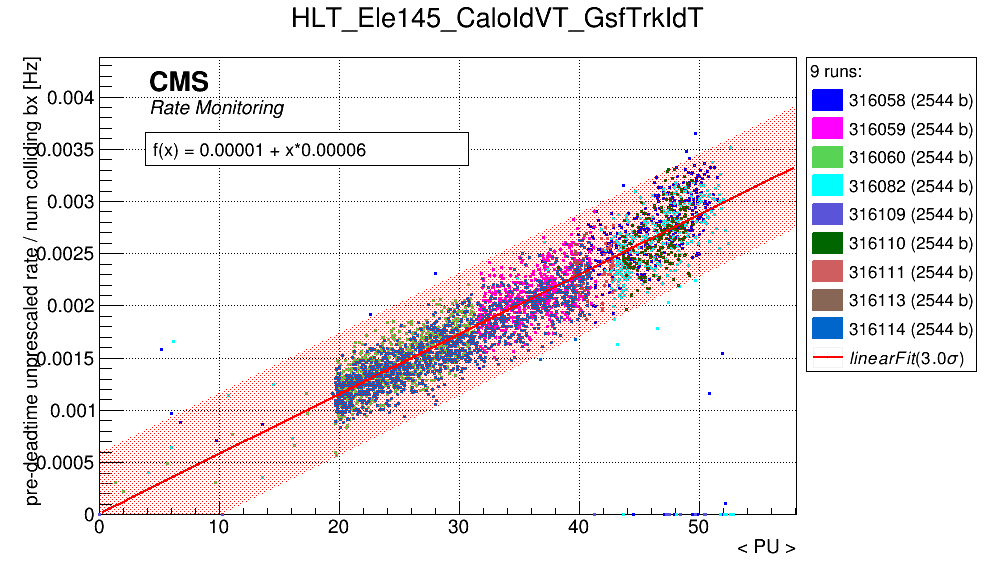 HLT_Ele145_CaloIdVT_GsfTrkIdT
pre-deadtime unprescaled rate / num colliding bx [Hz]
CMS
Rate Monitoring
f(x) = 0.00001 + x*0.00006
0.004
0.0035
0.003
0.0025
0.002
0.0015
0.001
0.0005
0
0 10 20 30 40 50
< PU >
9 runs:
316058 (2544 b)
316059 (2544 b)
316060 (2544 b)
316082 (2544 b)
316109 (2544 b)
316110 (2544 b)
316111 (2544 b)
316113 (2544 b)
316114 (2544 b)
linearFit(3.0σ)